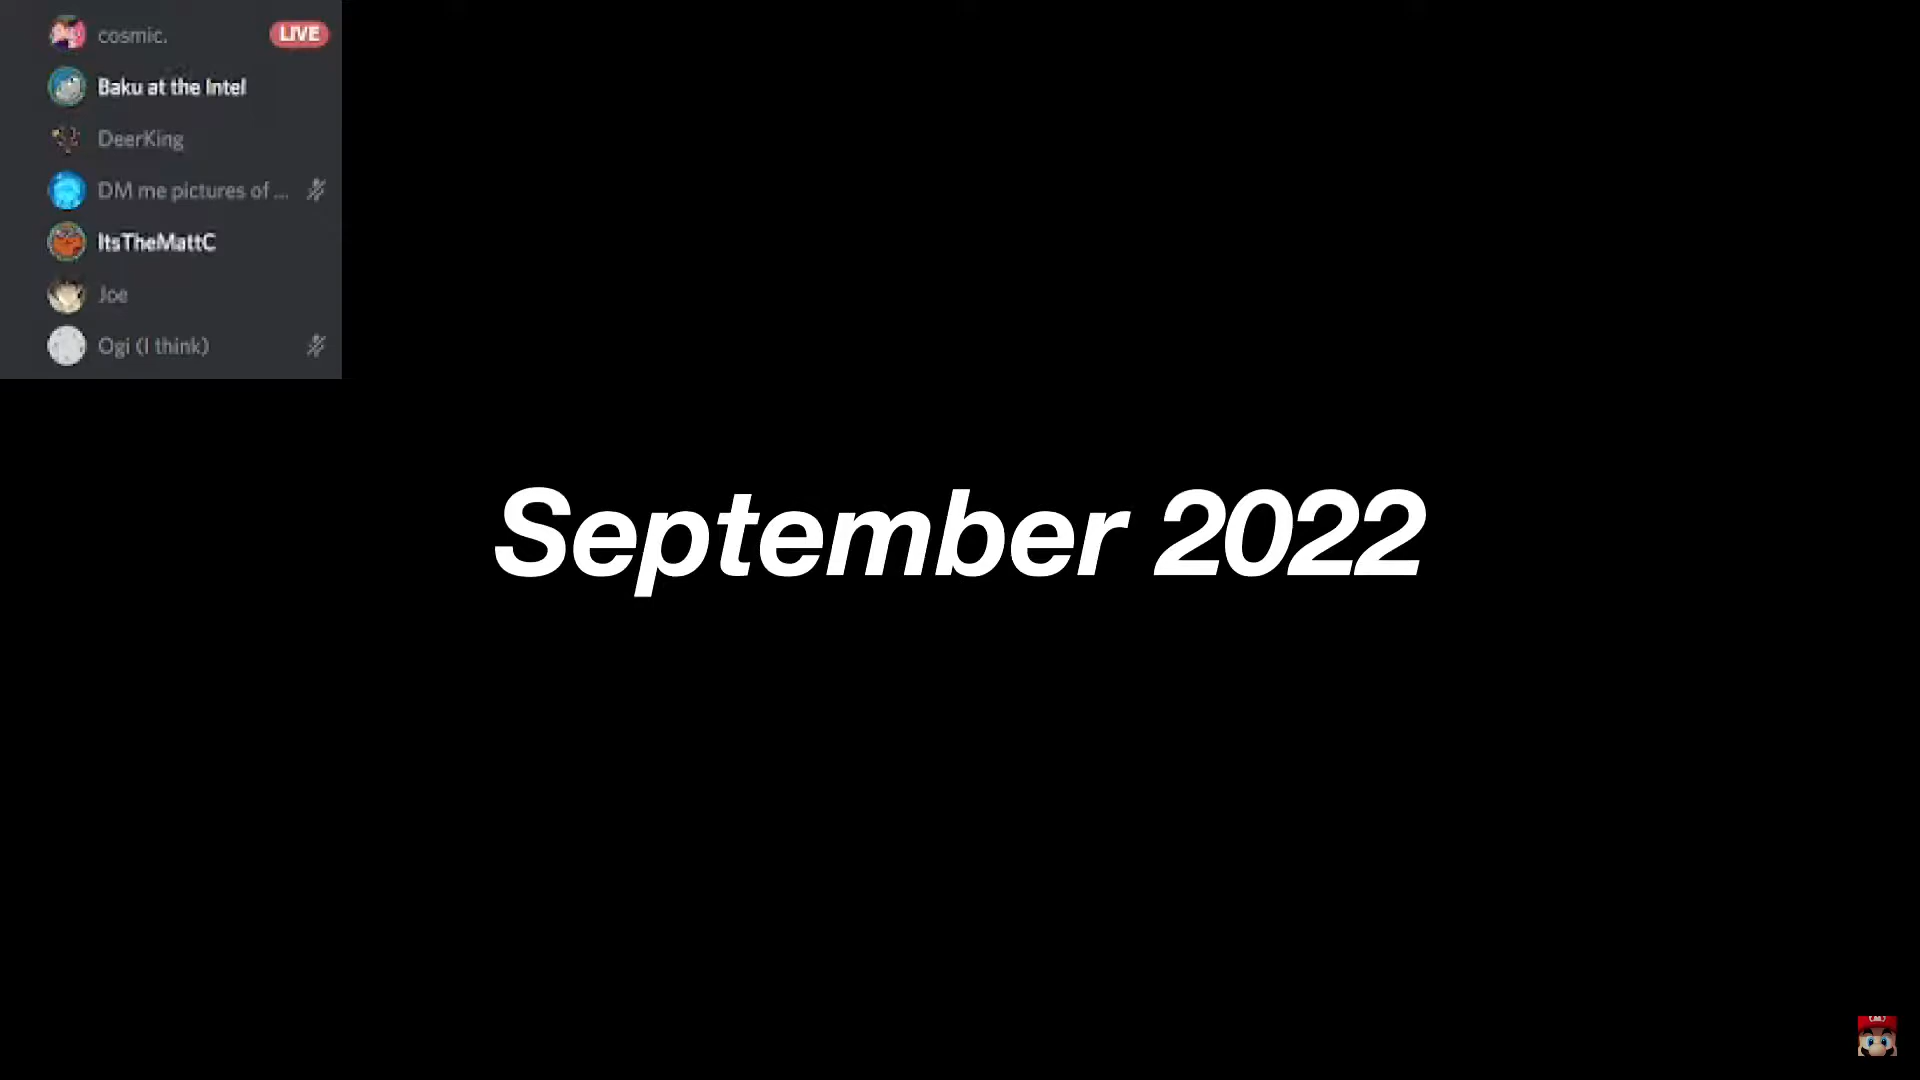 cosmic. LIVE
Baku at the Intel
DeerKing
DM me pictures of ...
ItsTheMattC
Joe
Ogi (I think)
September 2022
M